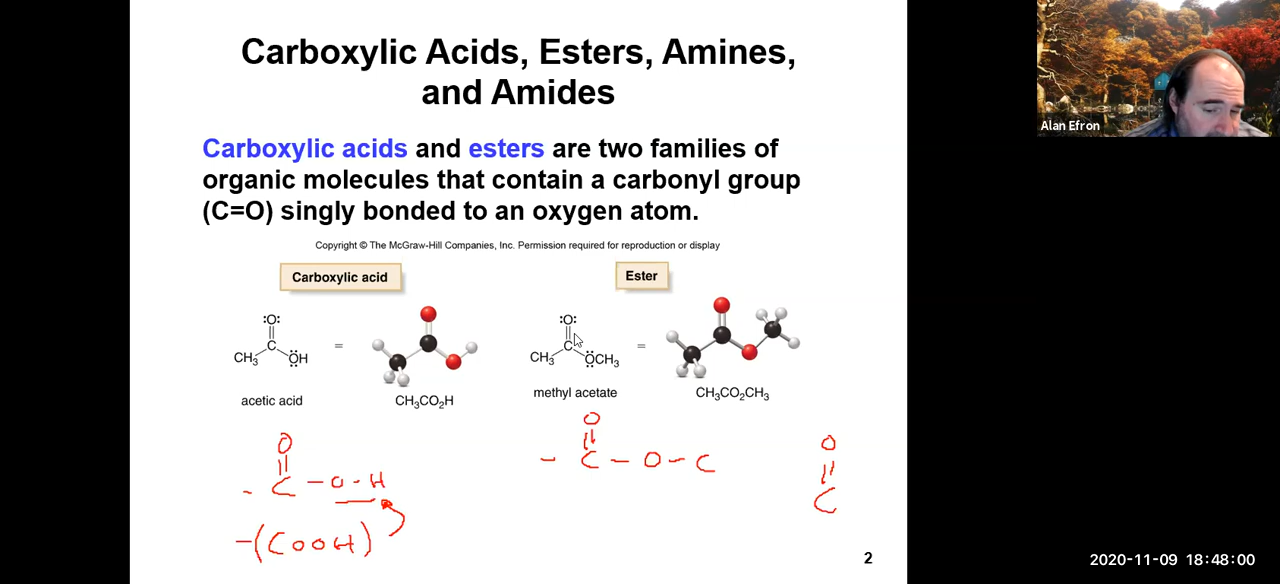 Carboxylic Acids, Esters, Amines,
and Amides
Alan Efron
Carboxylic acids and esters are two families of
organic molecules that contain a carbonyl group
(C=O) singly bonded to an oxygen atom.
Copyright © The McGraw-Hill Companies, Inc. Permission required for reproduction or display
Carboxylic acid
Ester
:O:
C
CH₃ ÖH
=
:O:
C
CH₃ ÖCH₃
=
acetic acid
CH₃CO₂H
methyl acetate
CH₃CO₂CH₃
O
- C - O - H
-(COOH)
O
- C - O - C
O
C
2
2020-11-09 18:48:00